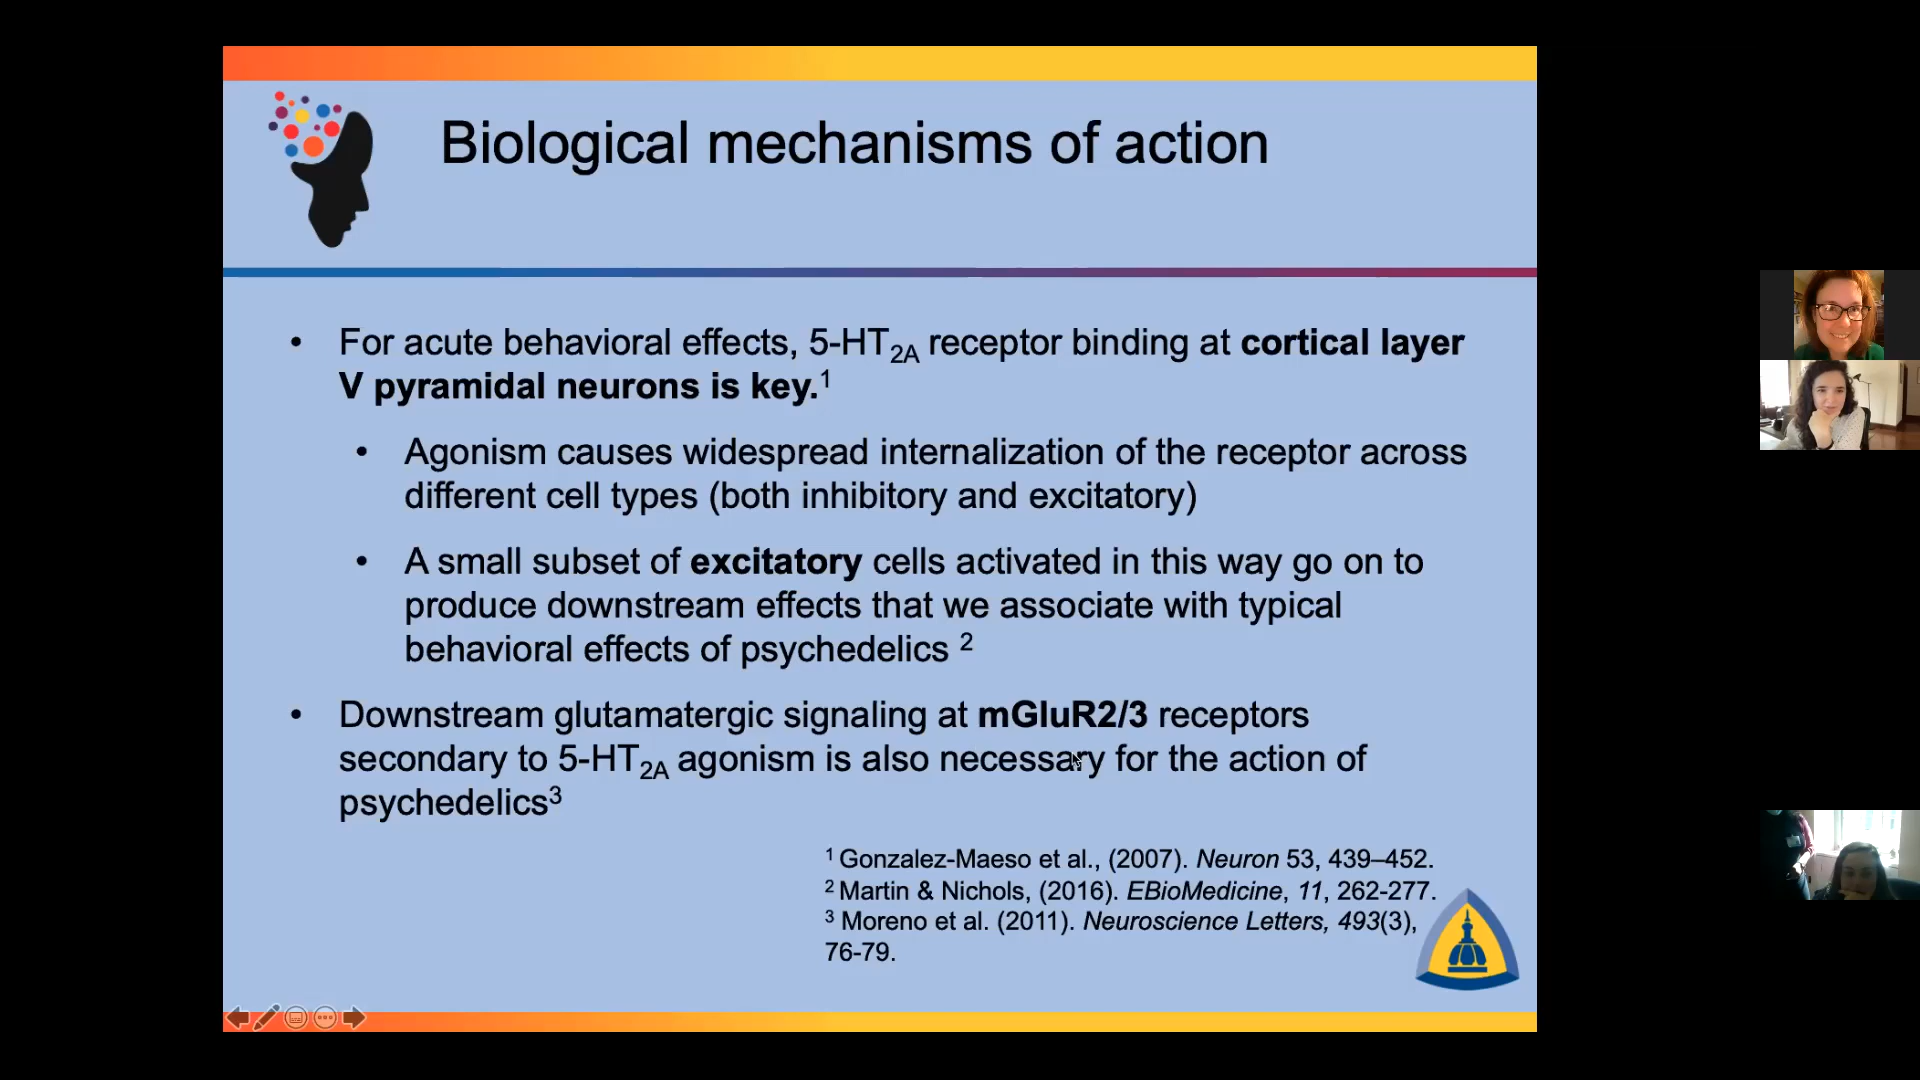 Biological mechanisms of action
• For acute behavioral effects, 5-HT2A receptor binding at cortical layer
V pyramidal neurons is key.1
• Agonism causes widespread internalization of the receptor across
different cell types (both inhibitory and excitatory)
• A small subset of excitatory cells activated in this way go on to
produce downstream effects that we associate with typical
behavioral effects of psychedelics 2
• Downstream glutamatergic signaling at mGluR2/3 receptors
secondary to 5-HT2A agonism is also necessary for the action of
psychedelics3
1 Gonzalez-Maeso et al., (2007). Neuron 53, 439–452.
2 Martin & Nichols, (2016). EBioMedicine, 11, 262-277.
3 Moreno et al. (2011). Neuroscience Letters, 493(3),
76-79.